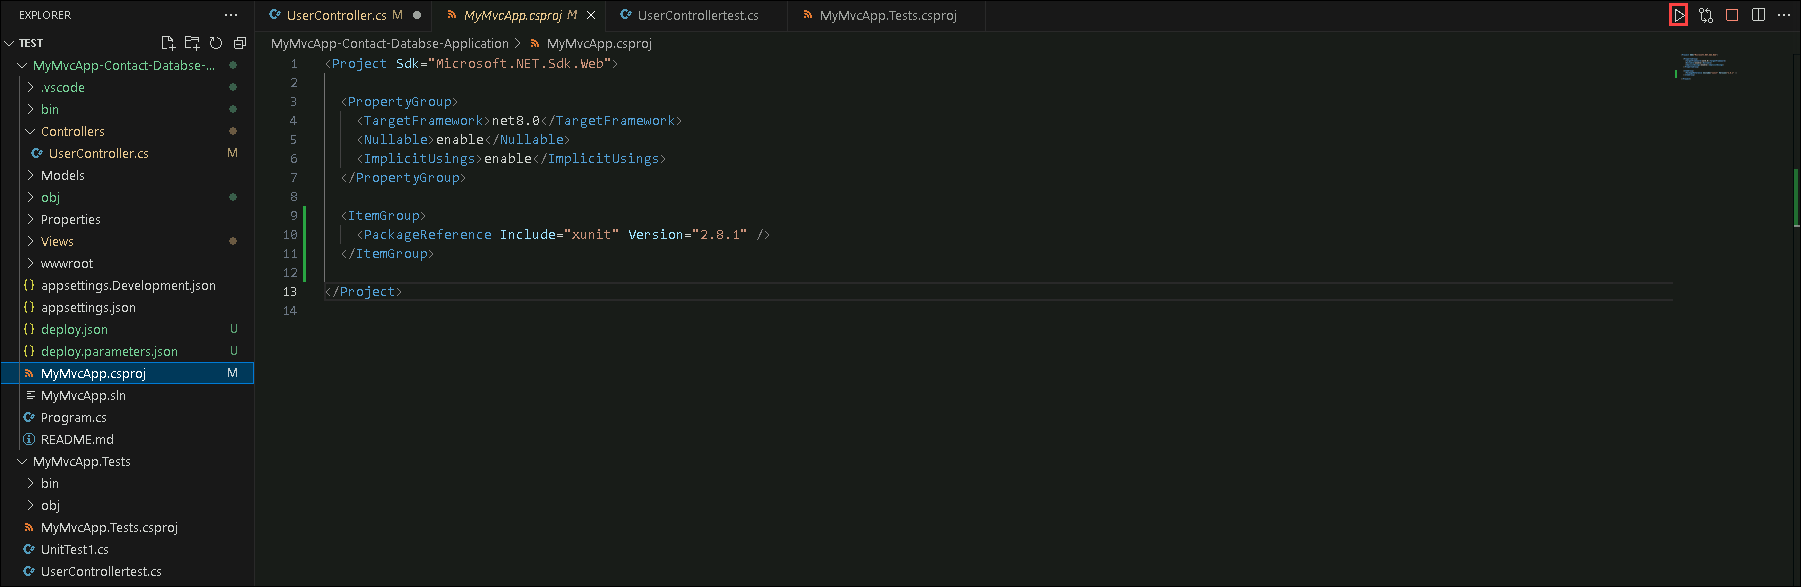 EXPLORER
TEST
MyMvcApp-Contact-Databse-...
.vscode
bin
Controllers
UserController.cs M
Models
obj
Properties
Views
wwwroot
{} appsettings.Development.json
{} appsettings.json
{} deploy.json U
{} deploy.parameters.json U
MyMvcApp.csproj M
MyMvcApp.sln
Program.cs
README.md
MyMvcApp.Tests
bin
obj
MyMvcApp.Tests.csproj
UnitTest1.cs
UserControllertest.cs
UserController.cs M
MyMvcApp.csproj M
UserControllertest.cs
MyMvcApp.Tests.csproj
MyMvcApp-Contact-Databse-Application > MyMvcApp.csproj
1 <Project Sdk="Microsoft.NET.Sdk.Web">
2
3 <PropertyGroup>
4 <TargetFramework>net8.0</TargetFramework>
5 <Nullable>enable</Nullable>
6 <ImplicitUsings>enable</ImplicitUsings>
7 </PropertyGroup>
8
9 <ItemGroup>
10 <PackageReference Include="xunit" Version="2.8.1" />
11 </ItemGroup>
12
13 </Project>
14